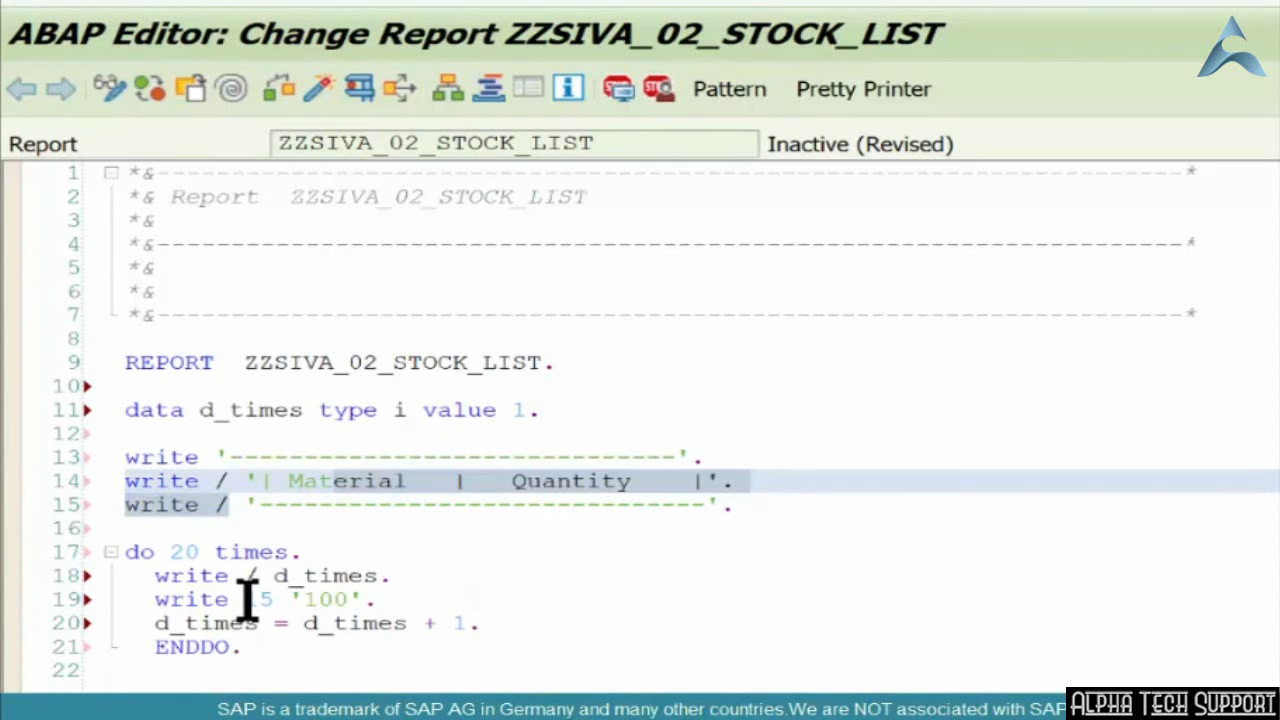 ABAP Editor: Change Report ZZSIVA_02_STOCK_LIST
Pattern Pretty Printer
Report ZZSIVA_02_STOCK_LIST Inactive (Revised)
1 *&---------------------------------------------------------------------*
2 *& Report ZZSIVA_02_STOCK_LIST
3 *&
4 *&---------------------------------------------------------------------*
5 *&
6 *&
7 *&---------------------------------------------------------------------*
8
9 REPORT ZZSIVA_02_STOCK_LIST.
10
11 data d_times type i value 1.
12
13 write '------------------------------'.
14 write / '| Material | Quantity |'.
15 write / '------------------------------'.
16
17 do 20 times.
18 write / d_times.
19 write 15 '100'.
20 d_times = d_times + 1.
21 ENDDO.
22
SAP is a trademark of SAP AG in Germany and many other countries.We are NOT associated with SAP
ALPHA TECH SUPPORT